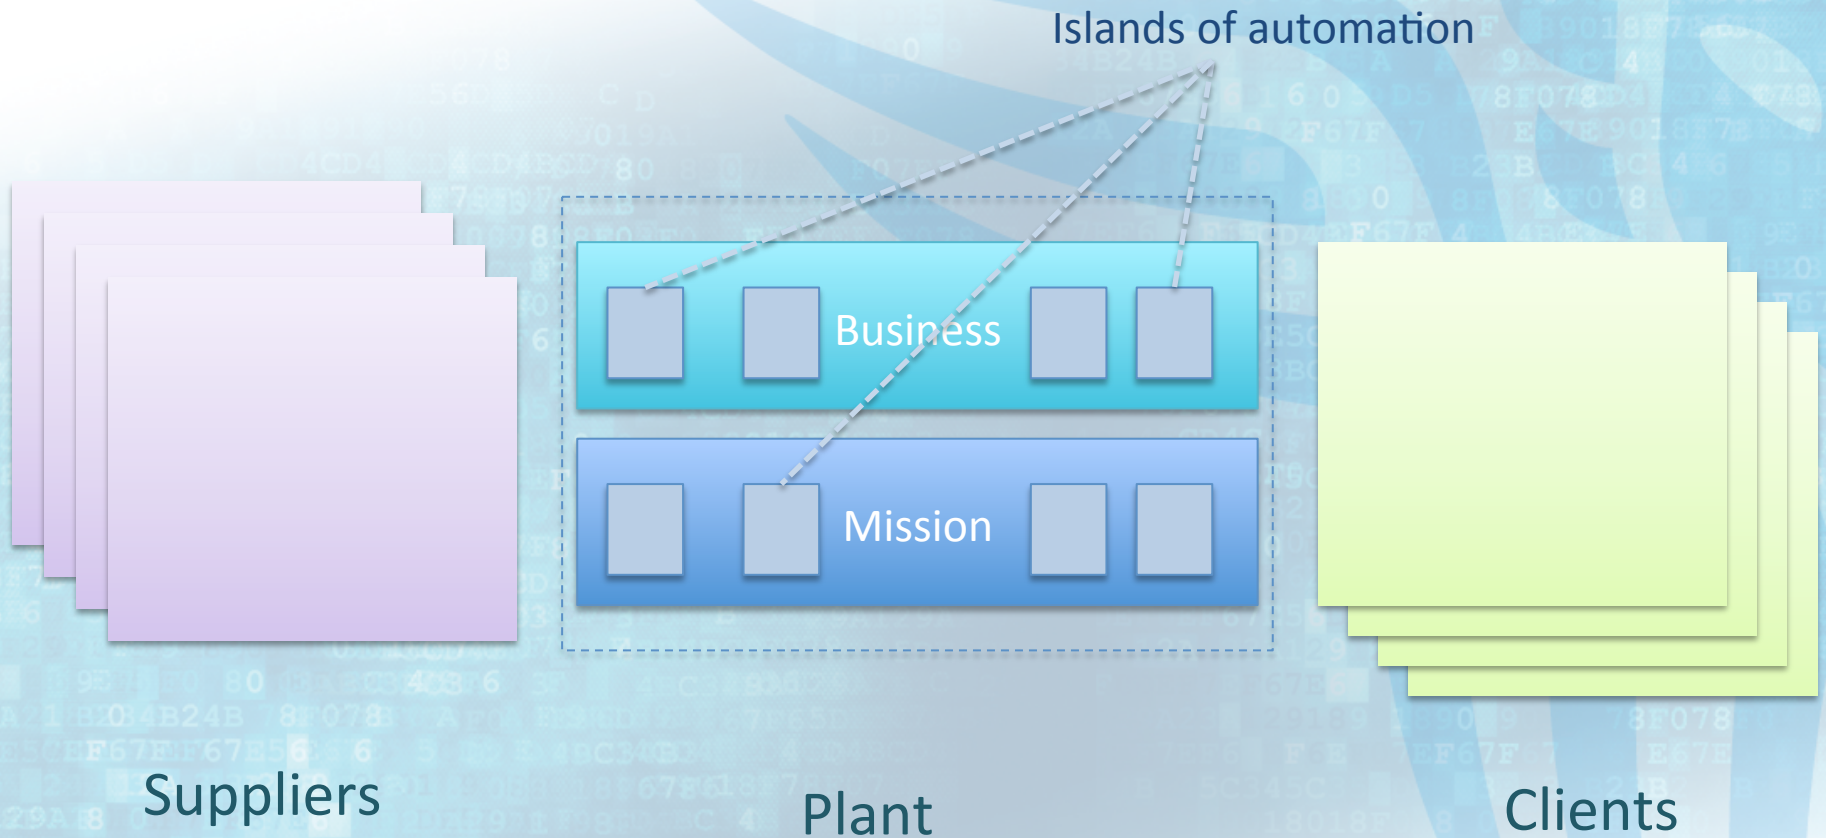 Islands of automation
Business
Mission
Suppliers
Plant
Clients